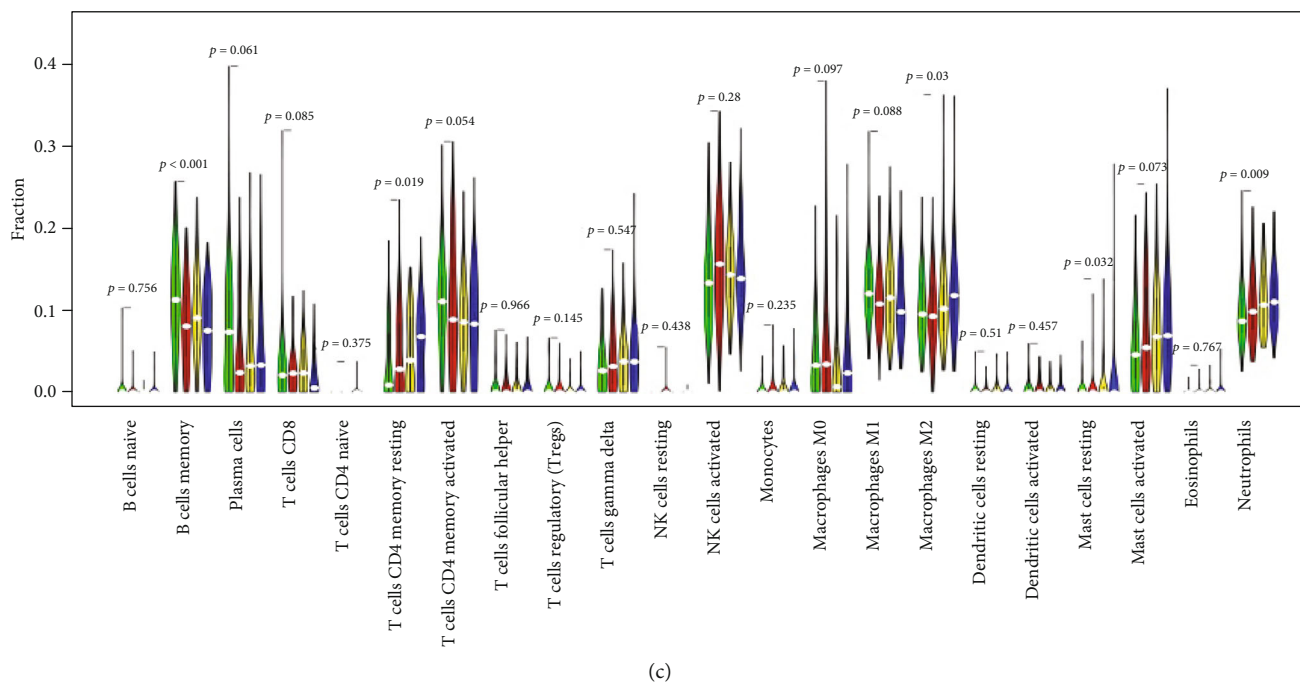 Fraction
0.4
0.3
0.2
0.1
0.0
p = 0.756
p < 0.001
p = 0.061
p = 0.085
p = 0.375
p = 0.019
p = 0.054
p = 0.966
p = 0.145
p = 0.547
p = 0.438
p = 0.28
p = 0.235
p = 0.097
p = 0.088
p = 0.03
p = 0.51
p = 0.457
p = 0.032
p = 0.073
p = 0.767
p = 0.009
B cells naive
B cells memory
Plasma cells
T cells CD8
T cells CD4 naive
T cells CD4 memory resting
T cells CD4 memory activated
T cells follicular helper
T cells regulatory (Tregs)
T cells gamma delta
NK cells resting
NK cells activated
Monocytes
Macrophages M0
Macrophages M1
Macrophages M2
Dendritic cells resting
Dendritic cells activated
Mast cells resting
Mast cells activated
Eosinophils
Neutrophils
(c)